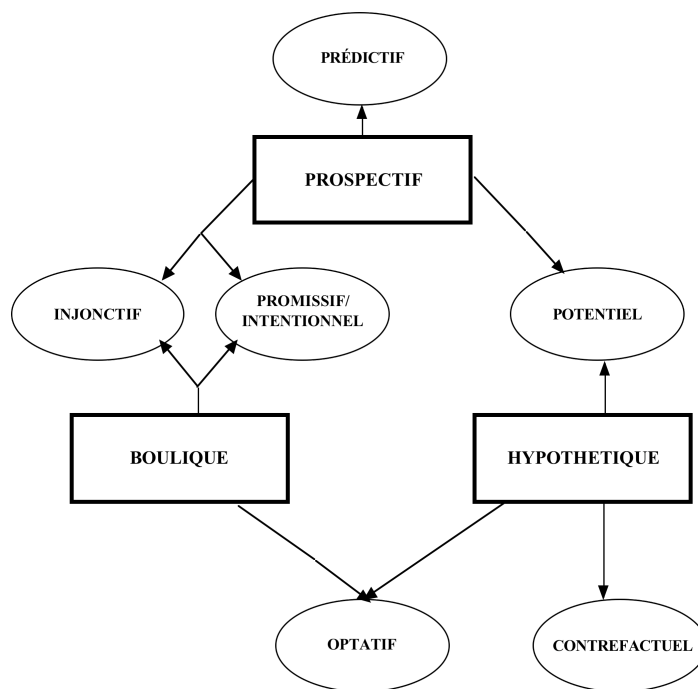 PRÉDICTIF
PROSPECTIF
INJONCTIF
PROMISSIF/
INTENTIONNEL
POTENTIEL
BOULIQUE
HYPOTHETIQUE
OPTATIF
CONTREFACTUEL